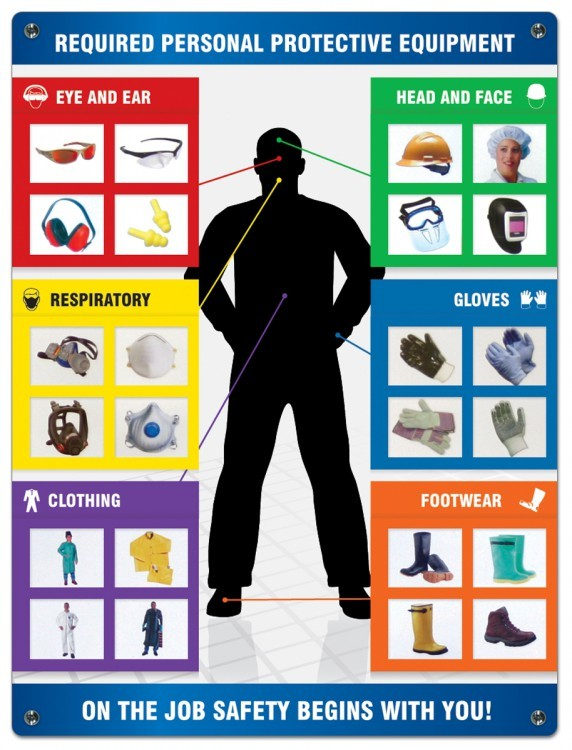 REQUIRED PERSONAL PROTECTIVE EQUIPMENT
EYE AND EAR
HEAD AND FACE
RESPIRATORY
GLOVES
CLOTHING
FOOTWEAR
ON THE JOB SAFETY BEGINS WITH YOU!